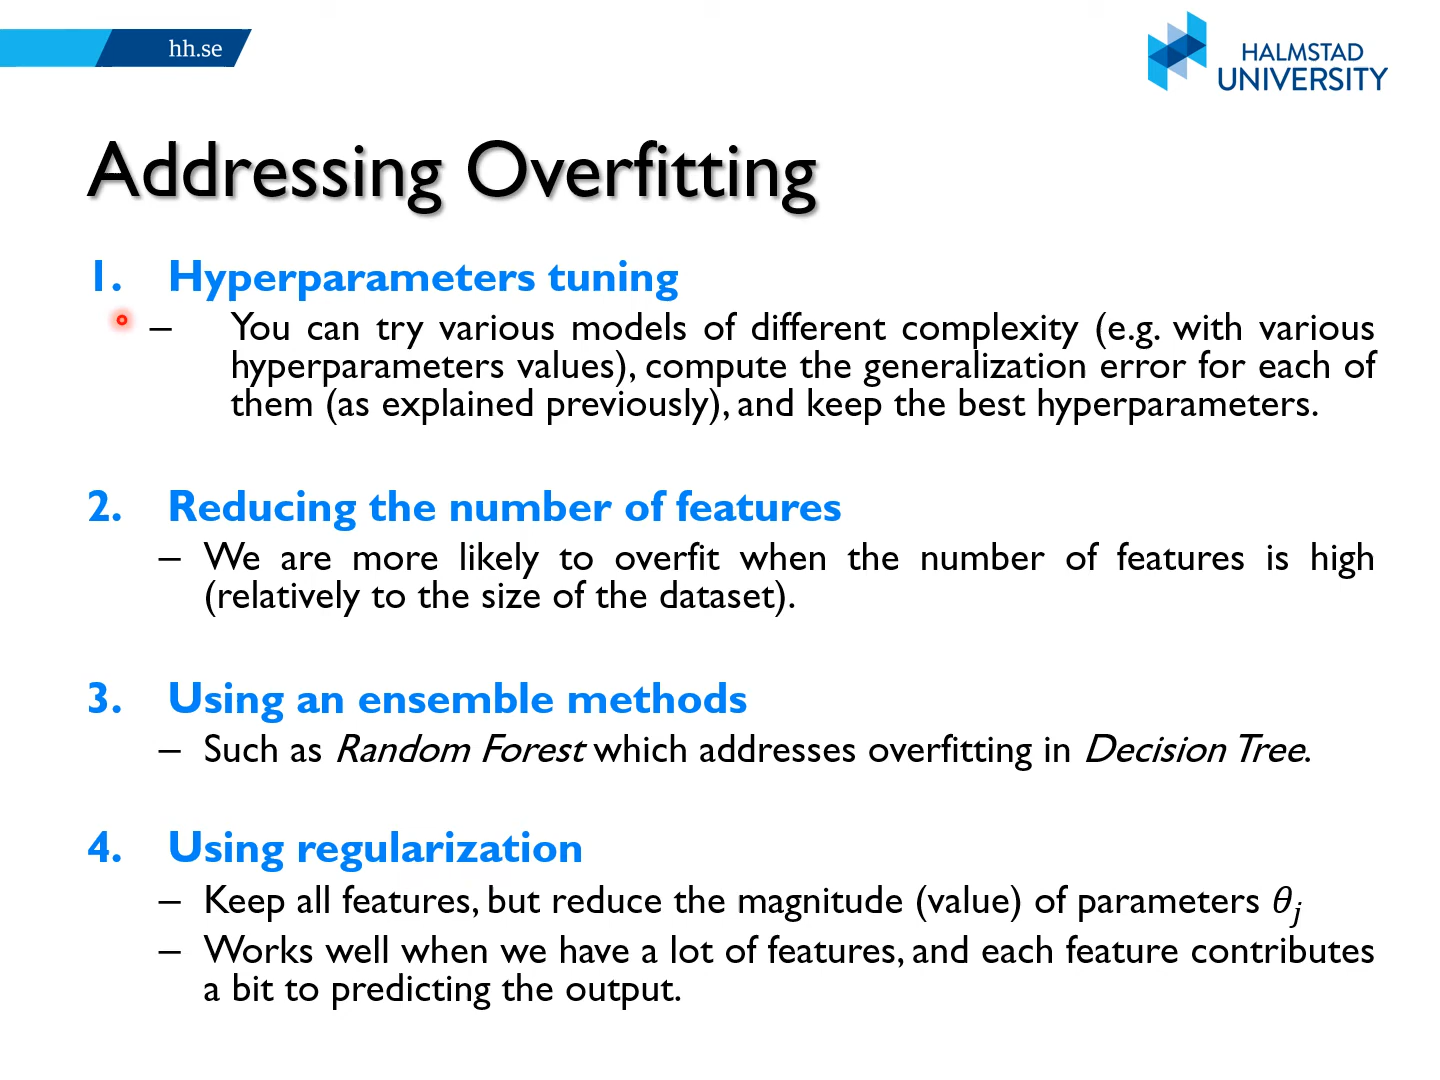 hh.se
HALMSTAD
UNIVERSITY
Addressing Overfitting
1. Hyperparameters tuning
– You can try various models of different complexity (e.g. with various
hyperparameters values), compute the generalization error for each of
them (as explained previously), and keep the best hyperparameters.
2. Reducing the number of features
– We are more likely to overfit when the number of features is high
(relatively to the size of the dataset).
3. Using an ensemble methods
– Such as Random Forest which addresses overfitting in Decision Tree.
4. Using regularization
– Keep all features, but reduce the magnitude (value) of parameters θⱼ
– Works well when we have a lot of features, and each feature contributes
a bit to predicting the output.